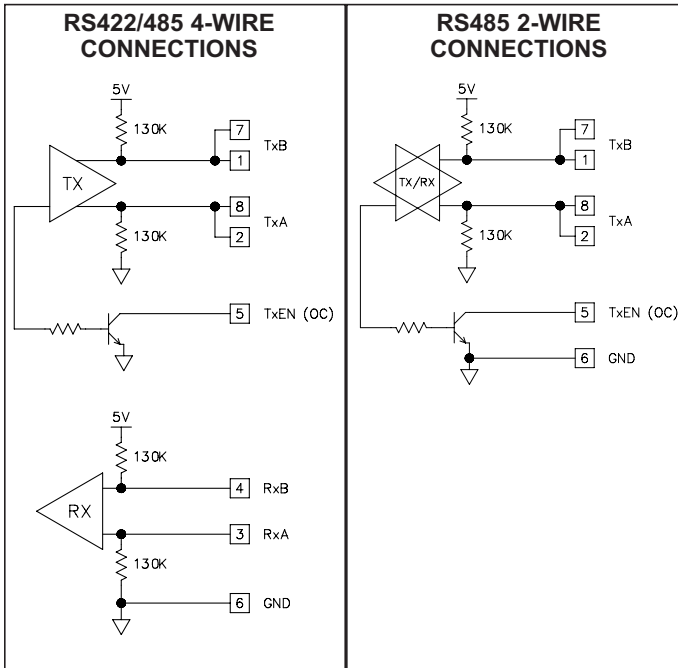 RS422/485 4-WIRE
CONNECTIONS
5V
130K
7
TxB
1
TX
8
TxA
130K
2
5 TxEN (OC)
5V
130K
4 RxB
RX
3 RxA
130K
6 GND
RS485 2-WIRE
CONNECTIONS
5V
130K
7
TxB
1
TX/RX
8
TxA
130K
2
5 TxEN (OC)
6 GND